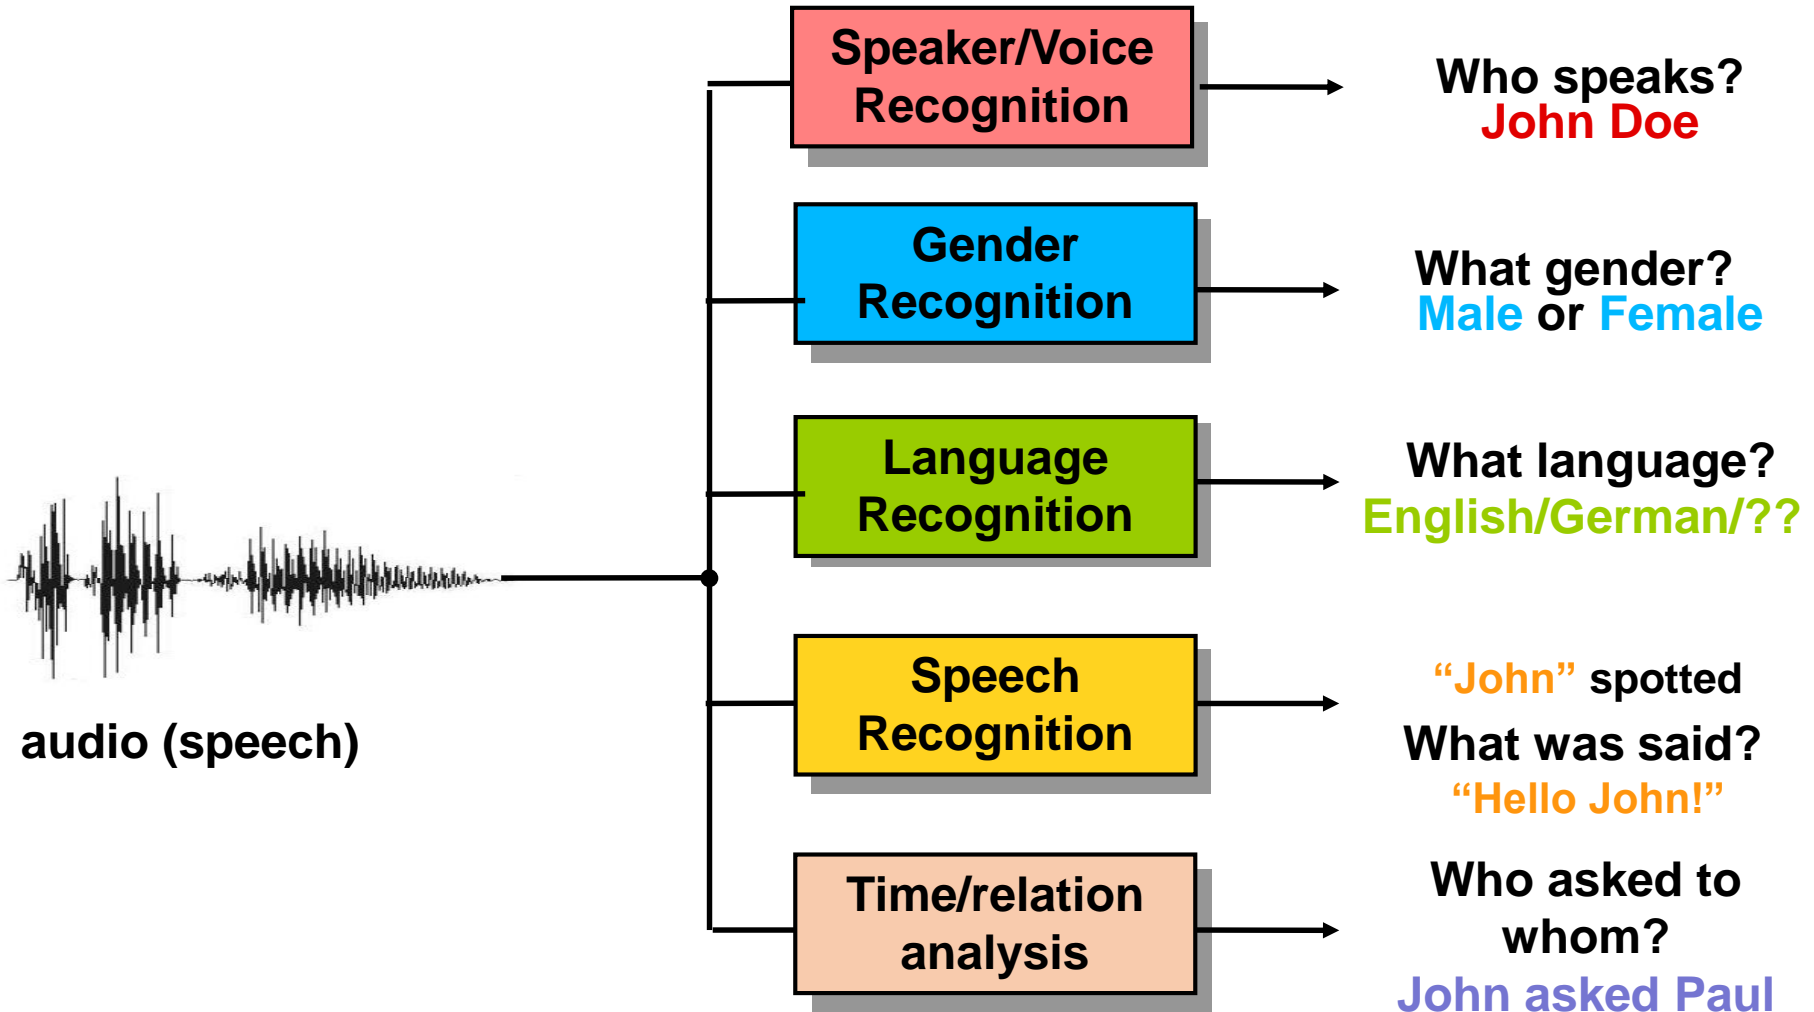 Speaker/Voice
Recognition
Who speaks?
John Doe
Gender
Recognition
What gender?
Male or Female
Language
Recognition
What language?
English/German/??
audio (speech)
Speech
Recognition
“John” spotted
What was said?
“Hello John!”
Time/relation
analysis
Who asked to
whom?
John asked Paul